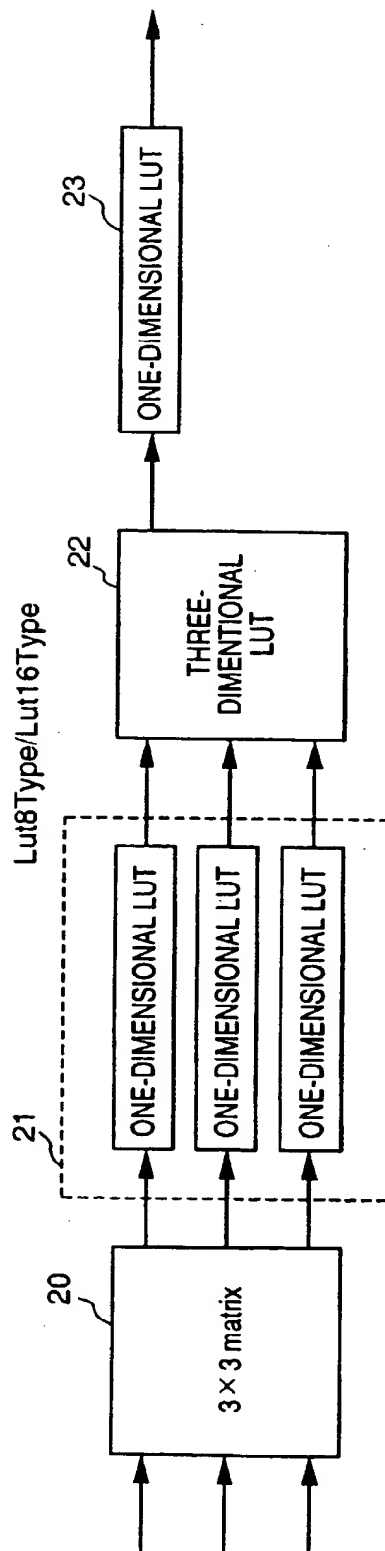 Lut8Type/Lut16Type
20
3×3 matrix
21
ONE-DIMENSIONAL LUT
ONE-DIMENSIONAL LUT
ONE-DIMENSIONAL LUT
22
THREE-
DIMENTIONAL
LUT
23
ONE-DIMENSIONAL LUT